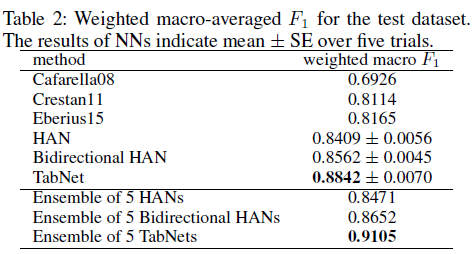 Table 2: Weighted macro-averaged F1 for the test dataset.
The results of NNs indicate mean ± SE over five trials.
method weighted macro F1
Cafarella08 0.6926
Crestan11 0.8114
Eberius15 0.8165
HAN 0.8409 ± 0.0056
Bidirectional HAN 0.8562 ± 0.0045
TabNet 0.8842 ± 0.0070
Ensemble of 5 HANs 0.8471
Ensemble of 5 Bidirectional HANs 0.8652
Ensemble of 5 TabNets 0.9105